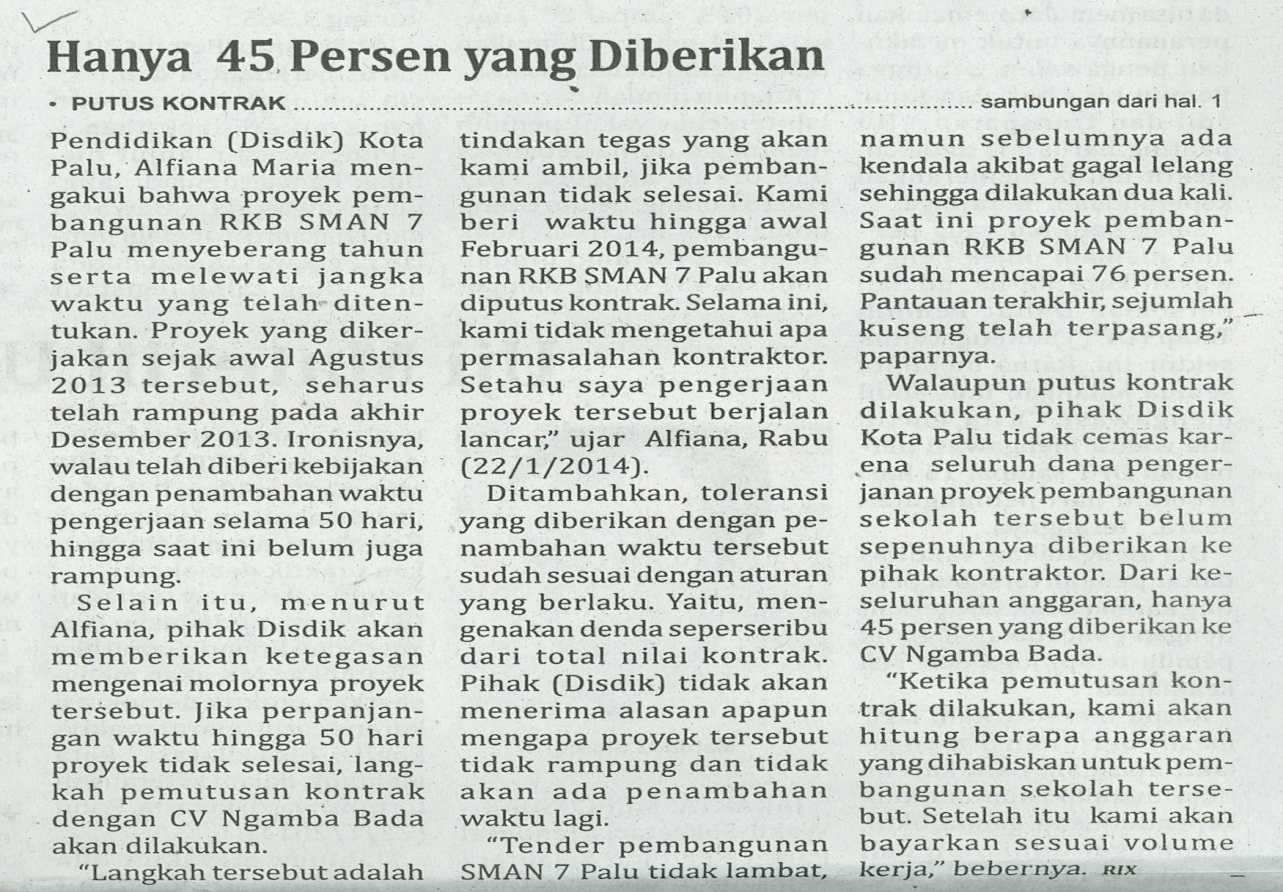 Hanya 45 Persen yang Diberikan
• PUTUS KONTRAK ........................................................................ sambungan dari hal. 1
Pendidikan (Disdik) Kota
Palu, Alfiana Maria men-
gakui bahwa proyek pem-
bangunan RKB SMAN 7
Palu menyeberang tahun
serta melewati jangka
waktu yang telah diten-
tukan. Proyek yang diker-
jakan sejak awal Agustus
2013 tersebut, seharus
telah rampung pada akhir
Desember 2013. Ironisnya,
walau telah diberi kebijakan
dengan penambahan waktu
pengerjaan selama 50 hari,
hingga saat ini belum juga
rampung.
Selain itu, menurut
Alfiana, pihak Disdik akan
memberikan ketegasan
mengenai molornya proyek
tersebut. Jika perpanjan-
gan waktu hingga 50 hari
proyek tidak selesai, lang-
kah pemutusan kontrak
dengan CV Ngamba Bada
akan dilakukan.
“Langkah tersebut adalah
tindakan tegas yang akan
kami ambil, jika pemban-
gunan tidak selesai. Kami
beri waktu hingga awal
Februari 2014, pembangu-
nan RKB SMAN 7 Palu akan
diputus kontrak. Selama ini,
kami tidak mengetahui apa
permasalahan kontraktor.
Setahu saya pengerjaan
proyek tersebut berjalan
lancar,” ujar Alfiana, Rabu
(22/1/2014).
Ditambahkan, toleransi
yang diberikan dengan pe-
nambahan waktu tersebut
sudah sesuai dengan aturan
yang berlaku. Yaitu, men-
genakan denda seperseribu
dari total nilai kontrak.
Pihak (Disdik) tidak akan
menerima alasan apapun
mengapa proyek tersebut
tidak rampung dan tidak
akan ada penambahan
waktu lagi.
“Tender pembangunan
SMAN 7 Palu tidak lambat,
namun sebelumnya ada
kendala akibat gagal lelang
sehingga dilakukan dua kali.
Saat ini proyek pemban-
gunan RKB SMAN 7 Palu
sudah mencapai 76 persen.
Pantauan terakhir, sejumlah
kuseng telah terpasang,”
paparnya.
Walaupun putus kontrak
dilakukan, pihak Disdik
Kota Palu tidak cemas kar-
ena seluruh dana penger-
janan proyek pembangunan
sekolah tersebut belum
sepenuhnya diberikan ke
pihak kontraktor. Dari ke-
seluruhan anggaran, hanya
45 persen yang diberikan ke
CV Ngamba Bada.
“Ketika pemutusan kon-
trak dilakukan, kami akan
hitung berapa anggaran
yang dihabiskan untuk pem-
bangunan sekolah terse-
but. Setelah itu kami akan
bayarkan sesuai volume
kerja,” bebernya. RIX